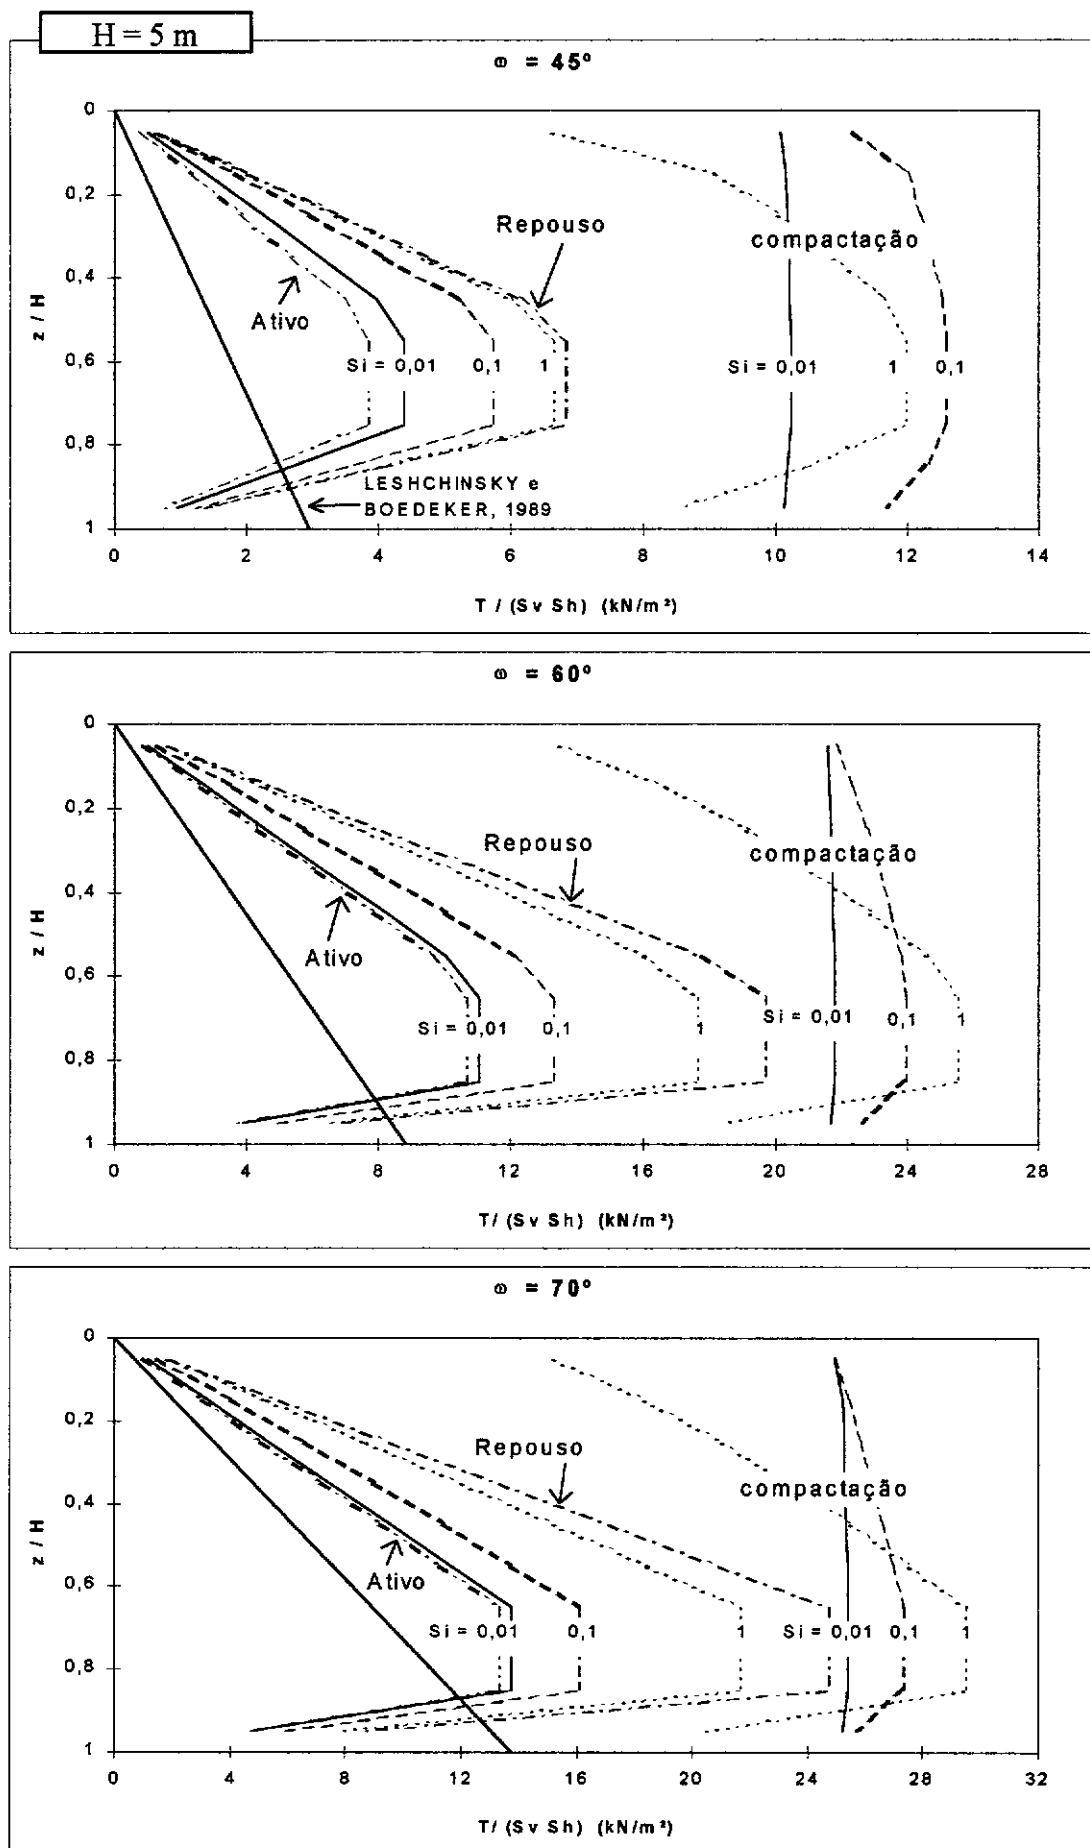 H = 5 m
ω = 45º
0
0,2
0,4
0,6
0,8
1
z / H
Repouso
compactação
Ativo
Si = 0,01 0,1 1
Si = 0,01 1 0,1
LESHCHINSKY e
BOEDEKER, 1989
0 2 4 6 8 10 12 14
T / (Sv Sh) (kN/m²)
ω = 60º
0
0,2
0,4
0,6
0,8
1
z / H
Repouso
compactação
Ativo
Si = 0,01 0,1 1
Si = 0,01 0,1 1
0 4 8 12 16 20 24 28
T/ (Sv Sh) (kN/m²)
ω = 70º
0
0,2
0,4
0,6
0,8
1
z / H
Repouso
compactação
Ativo
Si = 0,01 0,1 1
Si = 0,01 0,1 1
0 4 8 12 16 20 24 28 32
T/ (Sv Sh) (kN/m²)